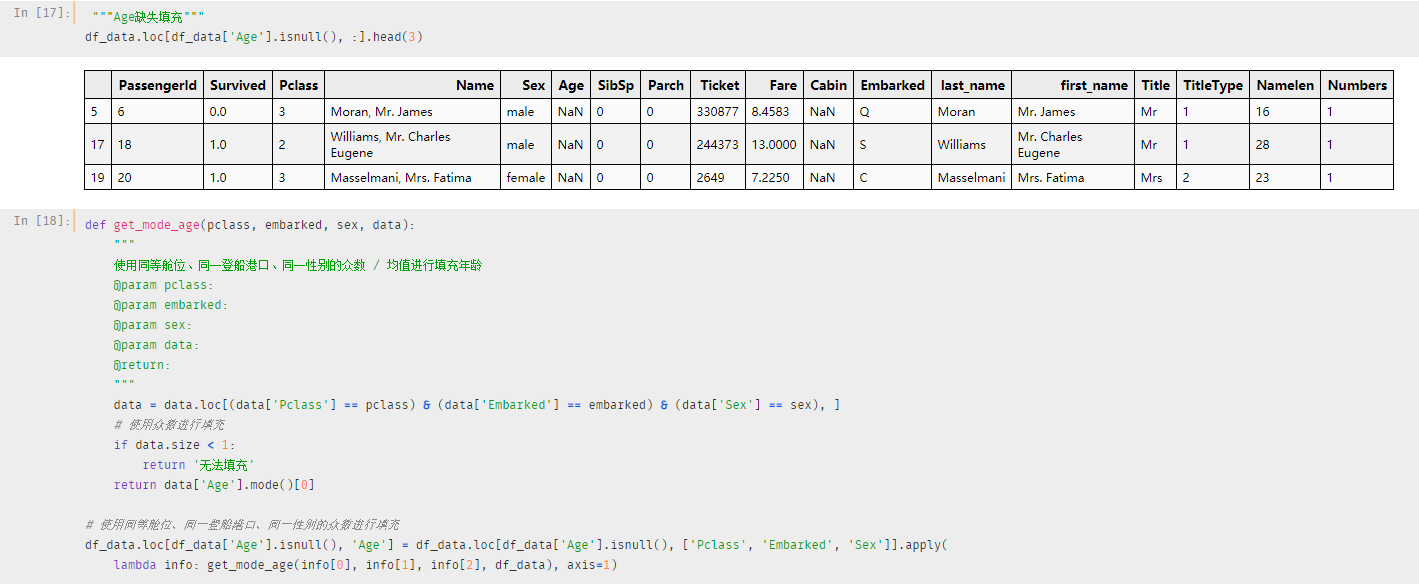 In [17]: """Age缺失填充"""
df_data.loc[df_data['Age'].isnull(), :].head(3)
PassengerId Survived Pclass Name Sex Age SibSp Parch Ticket Fare Cabin Embarked last_name first_name Title TitleType Namelen Numbers
5 6 0.0 3 Moran, Mr. James male NaN 0 0 330877 8.4583 NaN Q Moran Mr. James Mr 1 16 1
17 18 1.0 2 Williams, Mr. Charles Eugene male NaN 0 0 244373 13.0000 NaN S Williams Mr. Charles Eugene Mr 1 28 1
19 20 1.0 3 Masselmani, Mrs. Fatima female NaN 0 0 2649 7.2250 NaN C Masselmani Mrs. Fatima Mrs 2 23 1
In [18]: def get_mode_age(pclass, embarked, sex, data):
"""
使用同等舱位、同一登船港口、同一性别的众数 / 均值进行填充年龄
@param pclass:
@param embarked:
@param sex:
@param data:
@return:
"""
data = data.loc[(data['Pclass'] == pclass) & (data['Embarked'] == embarked) & (data['Sex'] == sex), ]
# 使用众数进行填充
if data.size < 1:
return '无法填充'
return data['Age'].mode()[0]
# 使用同等舱位、同一登船港口、同一性别的众数进行填充
df_data.loc[df_data['Age'].isnull(), 'Age'] = df_data.loc[df_data['Age'].isnull(), ['Pclass', 'Embarked', 'Sex']].apply(
lambda info: get_mode_age(info[0], info[1], info[2], df_data), axis=1)